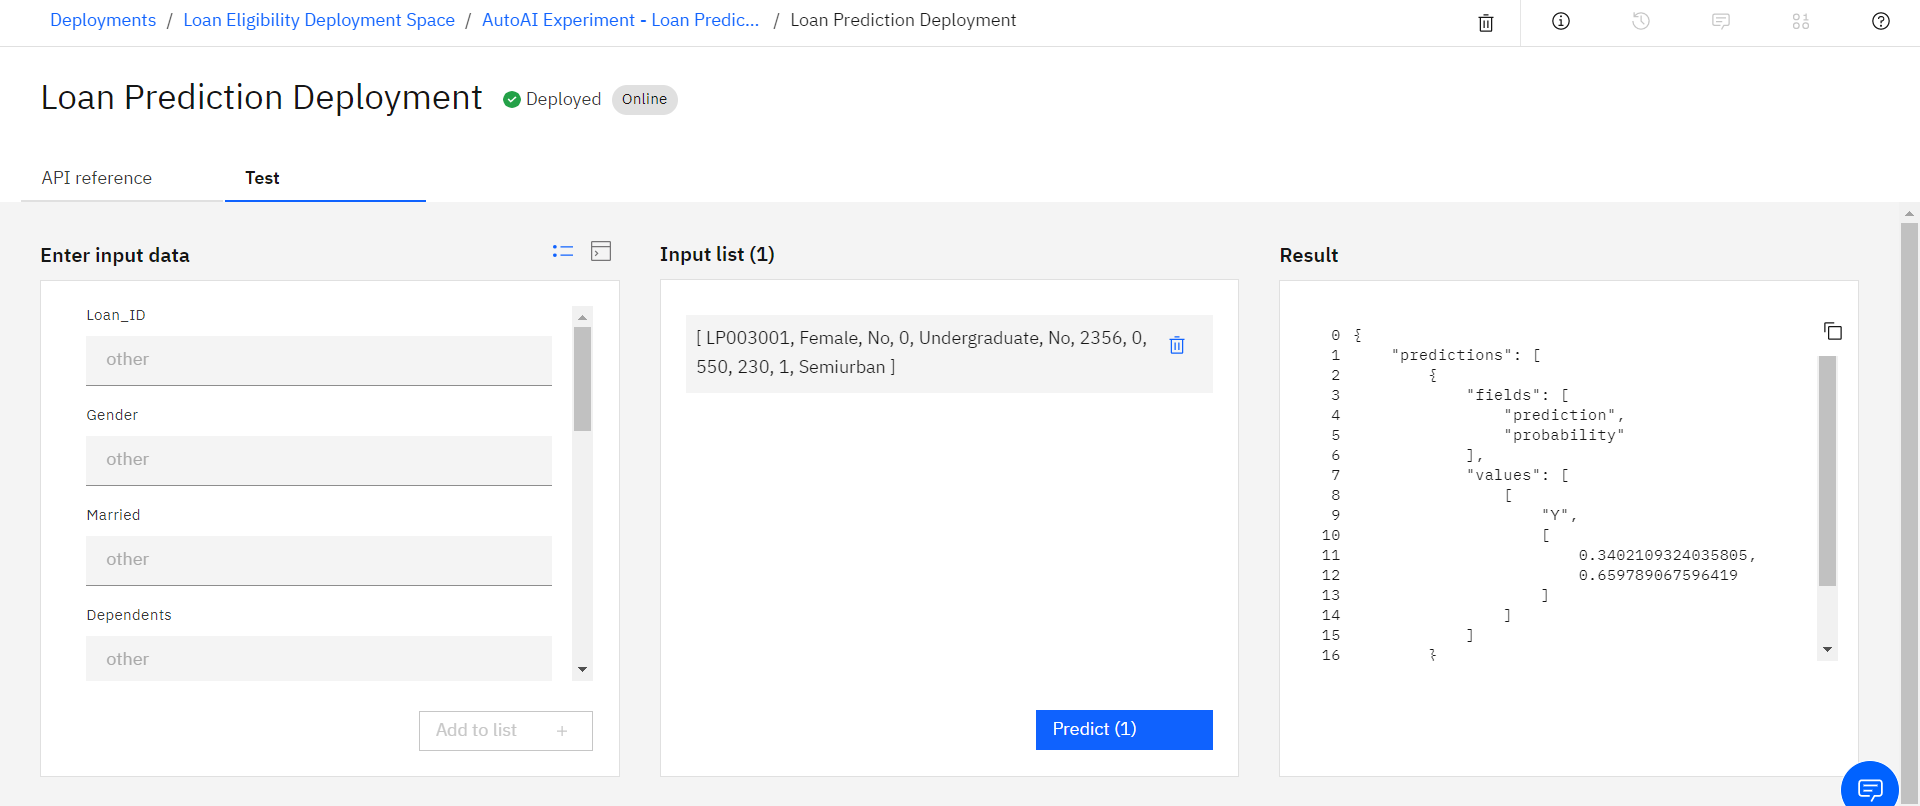 Deployments / Loan Eligibility Deployment Space / AutoAI Experiment - Loan Predic... / Loan Prediction Deployment
Loan Prediction Deployment Deployed Online
API reference Test
Enter input data
Loan_ID
other
Gender
other
Married
other
Dependents
other
Add to list +
Input list (1)
[ LP003001, Female, No, 0, Undergraduate, No, 2356, 0,
550, 230, 1, Semiurban ]
Predict (1)
Result
0 {
1 "predictions": [
2 {
3 "fields": [
4 "prediction",
5 "probability"
6 ],
7 "values": [
8 [
9 "Y",
10 [
11 0.3402109324035805,
12 0.659789067596419
13 ]
14 ]
15 ]
16 }